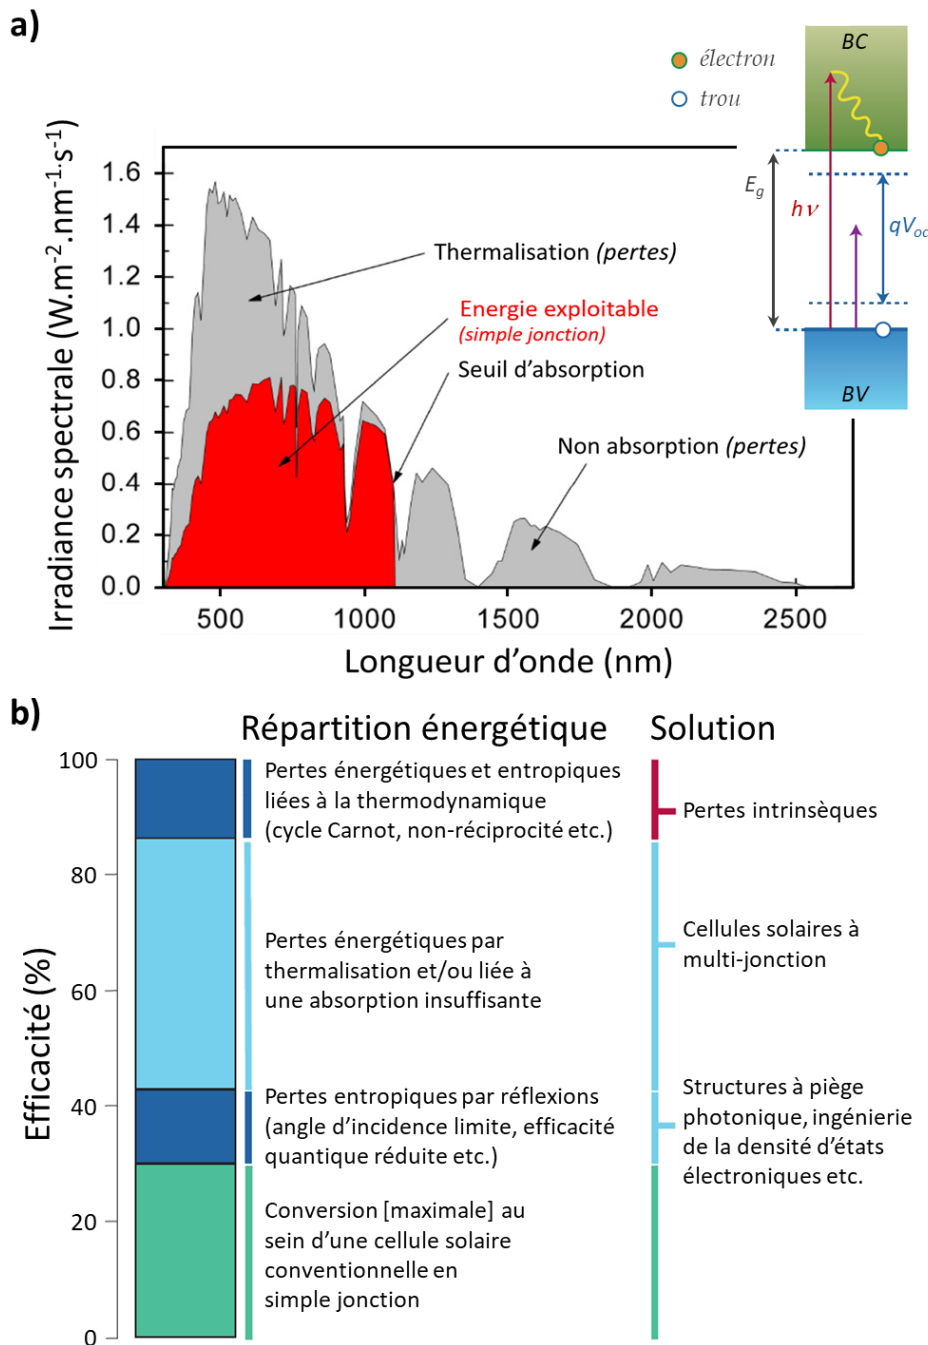 a)
BC
électron
trou
Eg
hν
qVoc
BV
Irradiance spectrale (W.m-2.nm-1.s-1)
1.6
1.4
1.2
1.0
0.8
0.6
0.4
0.2
0.0
Thermalisation (pertes)
Energie exploitable
(simple jonction)
Seuil d'absorption
Non absorption (pertes)
500
1000
1500
2000
2500
Longueur d'onde (nm)
b)
Répartition énergétique
Solution
Efficacité (%)
100
80
60
40
20
0
Pertes énergétiques et entropiques
liées à la thermodynamique
(cycle Carnot, non-réciprocité etc.)
Pertes intrinsèques
Pertes énergétiques par
thermalisation et/ou liée à
une absorption insuffisante
Cellules solaires à
multi-jonction
Pertes entropiques par réflexions
(angle d'incidence limite, efficacité
quantique réduite etc.)
Structures à piège
photonique, ingénierie
de la densité d'états
électroniques etc.
Conversion [maximale] au
sein d'une cellule solaire
conventionnelle en
simple jonction